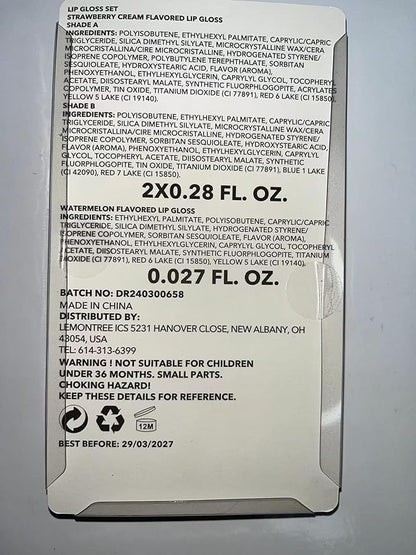 LIP GLOSS SET
STRAWBERRY CREAM FLAVORED LIP GLOSS
SHADE A
INGREDIENTS: POLYISOBUTENE, ETHYLHEXYL PALMITATE, CAPRYLIC/CAPRIC
TRIGLYCERIDE, SILICA DIMETHYL SILYLATE, MICROCRYSTALLINE WAX/CERA
MICROCRISTALLINA/CIRE MICROCRISTALLINE, HYDROGENATED STYRENE/
ISOPRENE COPOLYMER, POLYBUTYLENE TEREPHTHALATE, SORBITAN
SESQUIOLEATE, HYDROXYSTEARIC ACID, FLAVOR (AROMA),
PHENOXYETHANOL, ETHYLHEXYLGLYCERIN, CAPRYLYL GLYCOL, TOCOPHERYL
ACETATE, DIISOSTEARYL MALATE, SYNTHETIC FLUORPHLOGOPITE, ACRYLATES
COPOLYMER, TIN OXIDE, TITANIUM DIOXIDE (CI 77891), RED 6 LAKE (CI 15850),
YELLOW 5 LAKE (CI 19140).
SHADE B
INGREDIENTS: POLYISOBUTENE, ETHYLHEXYL PALMITATE, CAPRYLIC/CAPRIC
TRIGLYCERIDE, SILICA DIMETHYL SILYLATE, MICROCRYSTALLINE WAX/CERA
MICROCRISTALLINA/CIRE MICROCRISTALLINE, HYDROGENATED STYRENE/
ISOPRENE COPOLYMER, SORBITAN SESQUIOLEATE, HYDROXYSTEARIC ACID,
FLAVOR (AROMA), PHENOXYETHANOL, ETHYLHEXYLGLYCERIN, CAPRYLYL
GLYCOL, TOCOPHERYL ACETATE, DIISOSTEARYL MALATE, SYNTHETIC
FLUORPHLOGOPITE, TIN OXIDE, TITANIUM DIOXIDE (CI 77891), BLUE 1 LAKE
(CI 42090), RED 7 LAKE (CI 15850).
2X0.28 FL. OZ.
WATERMELON FLAVORED LIP GLOSS
INGREDIENTS: ETHYLHEXYL PALMITATE, POLYISOBUTENE, CAPRYLIC/CAPRIC
TRIGLYCERIDE, SILICA DIMETHYL SILYLATE, HYDROGENATED STYRENE/
ISOPRENE COPOLYMER, SORBITAN SESQUIOLEATE, FLAVOR (AROMA),
PHENOXYETHANOL, ETHYLHEXYLGLYCERIN, CAPRYLYL GLYCOL, TOCOPHERYL
ACETATE, DIISOSTEARYL MALATE, SYNTHETIC FLUORPHLOGOPITE, TITANIUM
DIOXIDE (CI 77891), RED 6 LAKE (CI 15850), YELLOW 5 LAKE (CI 19140).
0.027 FL. OZ.
BATCH NO: DR240300658
MADE IN CHINA
DISTRIBUTED BY:
LEMONTREE ICS 5231 HANOVER CLOSE, NEW ALBANY, OH
43054, USA
TEL: 614-313-6399
WARNING ! NOT SUITABLE FOR CHILDREN
UNDER 36 MONTHS. SMALL PARTS.
CHOKING HAZARD!
KEEP THESE DETAILS FOR REFERENCE.
12M
BEST BEFORE: 29/03/2027